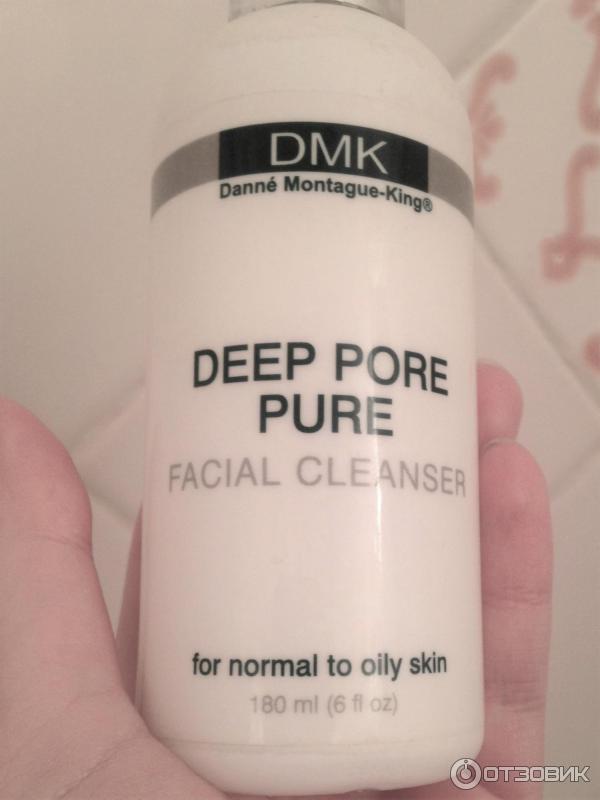 DMK
Danné Montague-King®
DEEP PORE
PURE
FACIAL CLEANSER
for normal to oily skin
180 ml (6 fl oz)
ОТЗОВИК